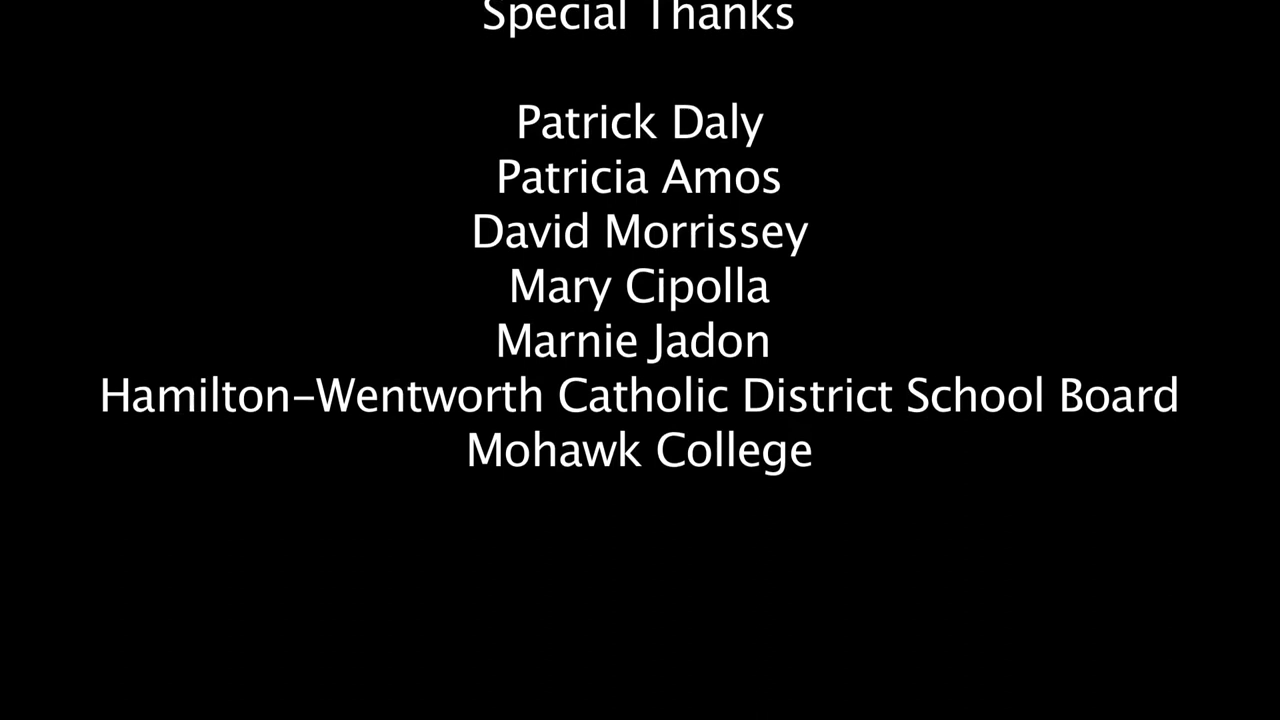 Special Thanks
Patrick Daly
Patricia Amos
David Morrissey
Mary Cipolla
Marnie Jadon
Hamilton–Wentworth Catholic District School Board
Mohawk College